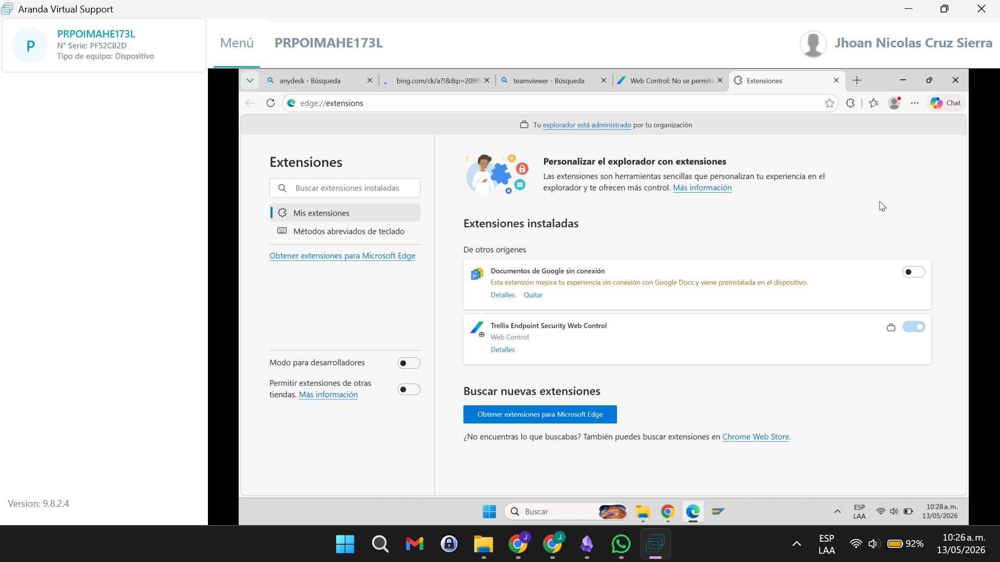 Aranda Virtual Support
P
PRPOIMAHE173L
N° Serie: PF52CB2D
Tipo de equipo: Dispositivo
Menú
PRPOIMAHE173L
Jhoan Nicolas Cruz Sierra
anydesk - Búsqueda
bing.com/ck/a?!&&p=209f5
teamviewer - Búsqueda
Web Control: No se permite
Extensiones
edge://extensions
Chat
Tu explorador está administrado por tu organización
Extensiones
Buscar extensiones instaladas
Mis extensiones
Métodos abreviados de teclado
Obtener extensiones para Microsoft Edge
Modo para desarrolladores
Permitir extensiones de otras
tiendas. Más información
Personalizar el explorador con extensiones
Las extensiones son herramientas sencillas que personalizan tu experiencia en el
explorador y te ofrecen más control. Más información
Extensiones instaladas
De otros orígenes
Documentos de Google sin conexión
Esta extensión mejora tu experiencia sin conexión con Google Docs y viene preinstalada en el dispositivo.
Detalles Quitar
Trellix Endpoint Security Web Control
Web Control
Detalles
Buscar nuevas extensiones
Obtener extensiones para Microsoft Edge
¿No encuentras lo que buscabas? También puedes buscar extensiones en Chrome Web Store.
Version: 9.8.2.4
Buscar
ESP
LAA
10:28 a. m.
13/05/2026
J
J
ESP
LAA
92%
10:26 a. m.
13/05/2026